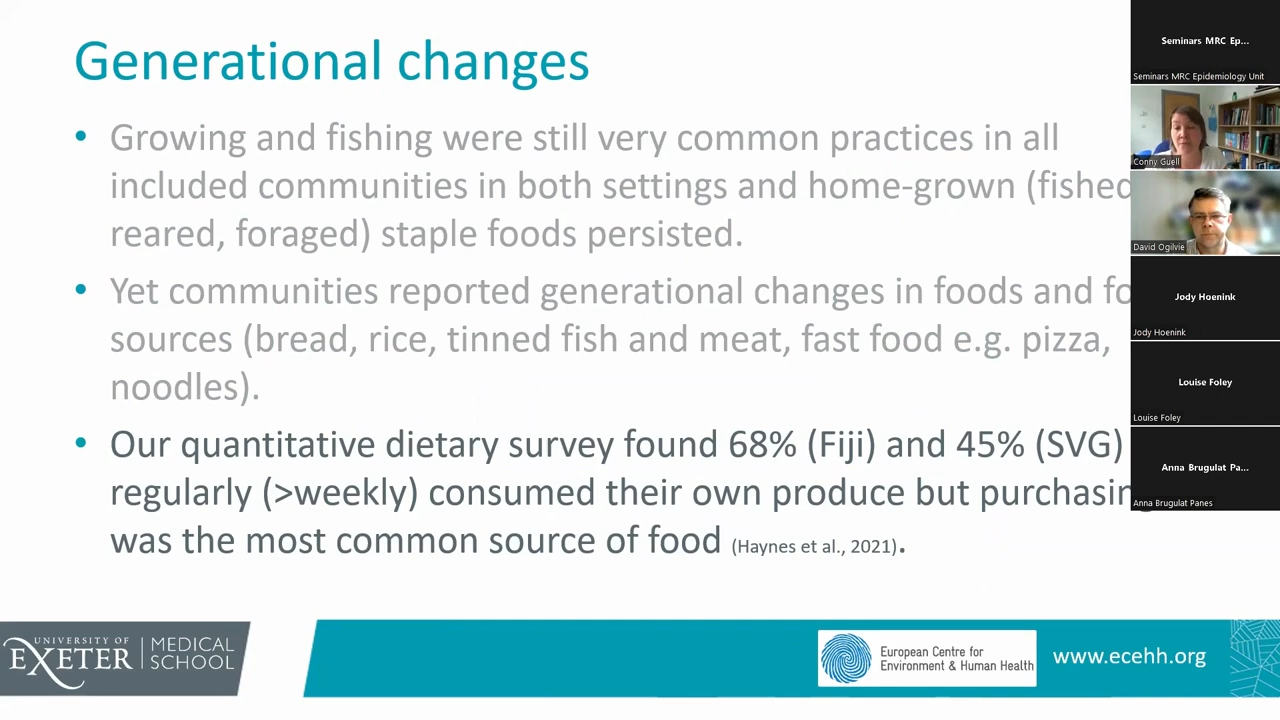 Generational changes
• Growing and fishing were still very common practices in all
included communities in both settings and home-grown (fished
reared, foraged) staple foods persisted.
• Yet communities reported generational changes in foods and fo
sources (bread, rice, tinned fish and meat, fast food e.g. pizza,
noodles).
• Our quantitative dietary survey found 68% (Fiji) and 45% (SVG)
regularly (>weekly) consumed their own produce but purchasing
was the most common source of food (Haynes et al., 2021).
Seminars MRC Ep...
Seminars MRC Epidemiology Unit
Conny Guell
David Ogilvie
Jody Hoenink
Jody Hoenink
Louise Foley
Louise Foley
Anna Brugulat Pa...
Anna Brugulat Panes
UNIVERSITY OF
EXETER
MEDICAL
SCHOOL
European Centre for
Environment & Human Health
www.ecehh.org